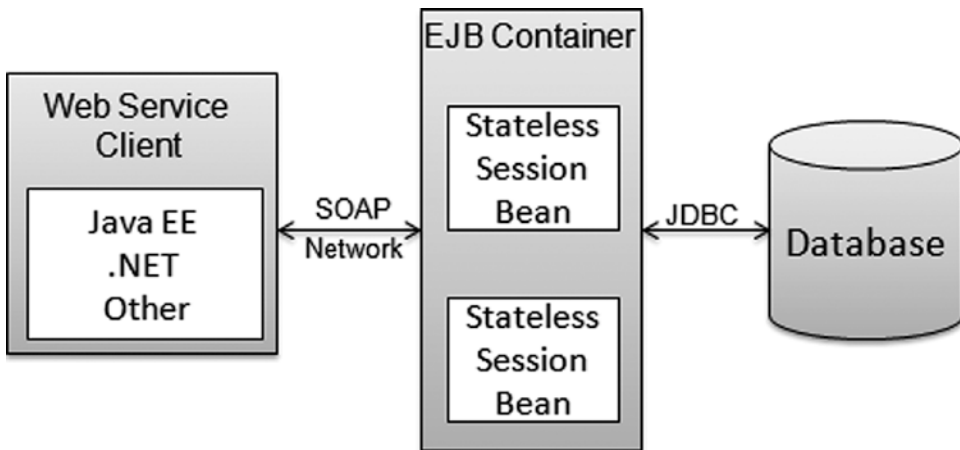 Web Service
Client
Java EE
.NET
Other
SOAP
Network
EJB Container
Stateless
Session
Bean
Stateless
Session
Bean
JDBC
Database